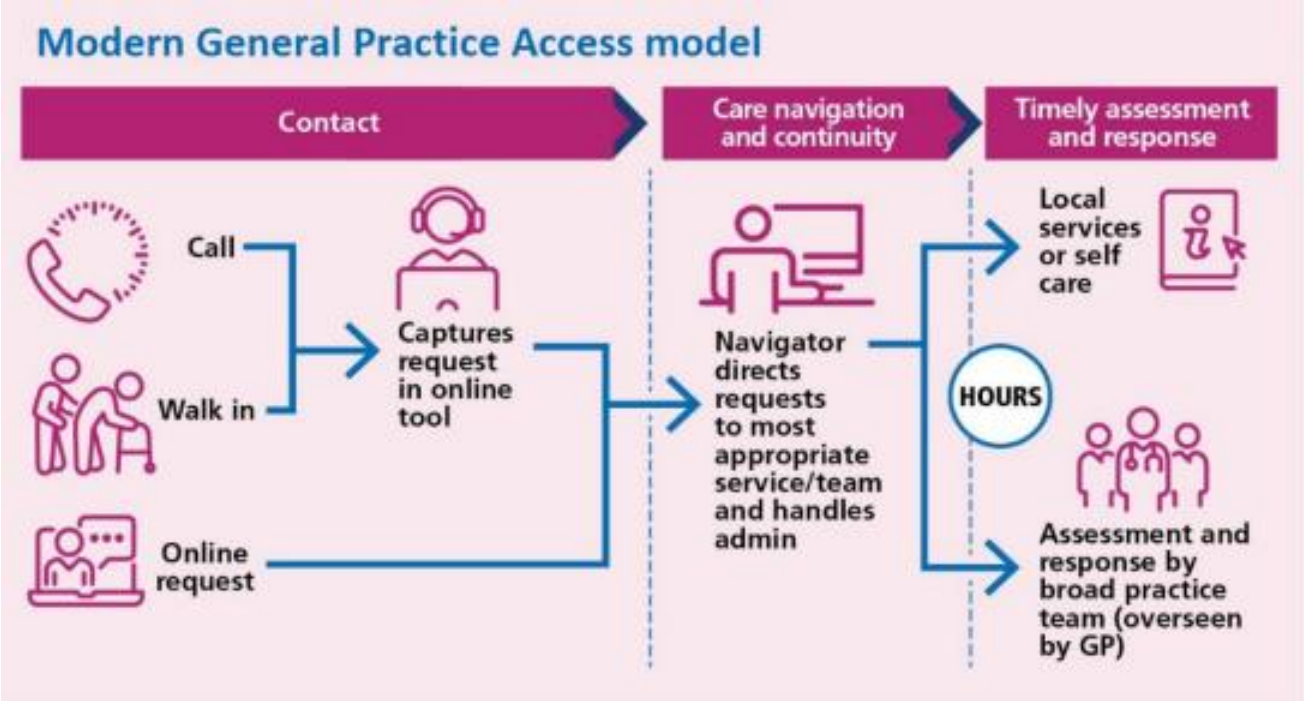 Modern General Practice Access model
Contact
Care navigation
and continuity
Timely assessment
and response
Call
Walk in
Online
request
Captures
request
in online
tool
Navigator
directs
requests
to most
appropriate
service/team
and handles
admin
Local
services
or self
care
HOURS
Assessment and
response by
broad practice
team (overseen
by GP)